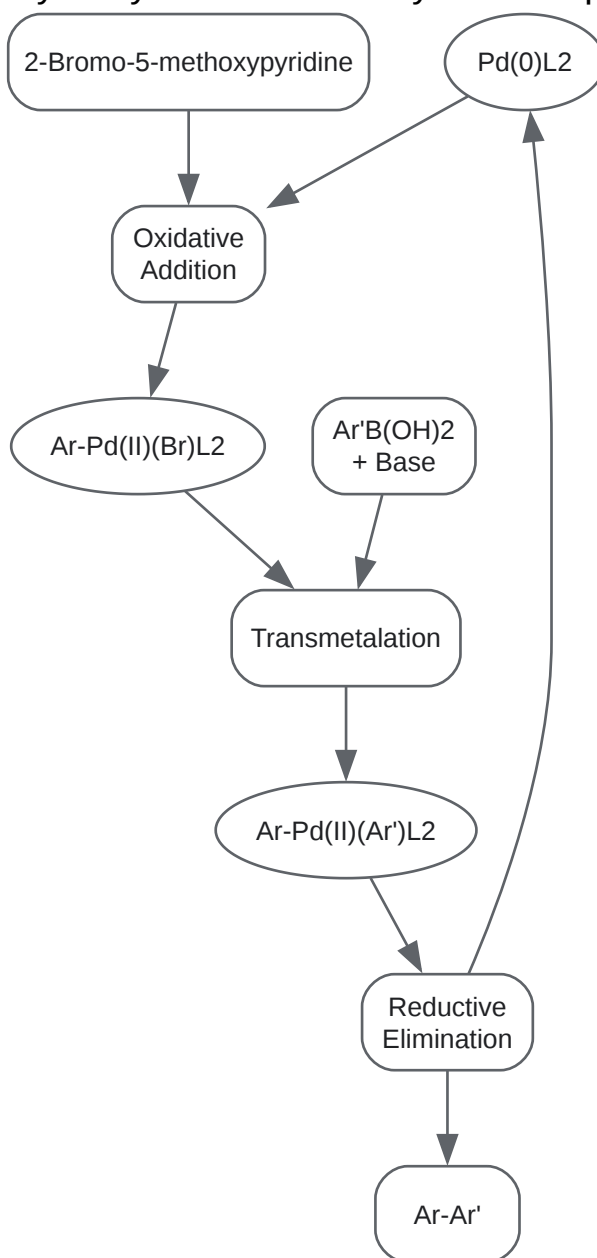 2-Bromo-5-methoxypyridine
Pd(0)L2
Oxidative
Addition
Ar-Pd(II)(Br)L2
Ar'B(OH)2
+ Base
Transmetalation
Ar-Pd(II)(Ar')L2
Reductive
Elimination
Ar-Ar'